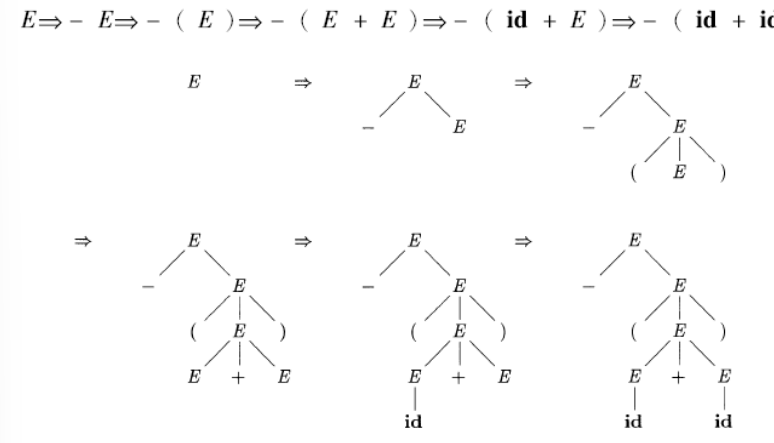 E⇒− E⇒− ( E )⇒− ( E + E )⇒− ( id + E )⇒− ( id + id
E ⇒ E ⇒ E
− E − E
( E )
⇒ E ⇒ E ⇒ E
− E − E − E
( E ) ( E ) ( E )
E + E E + E E + E
id id id